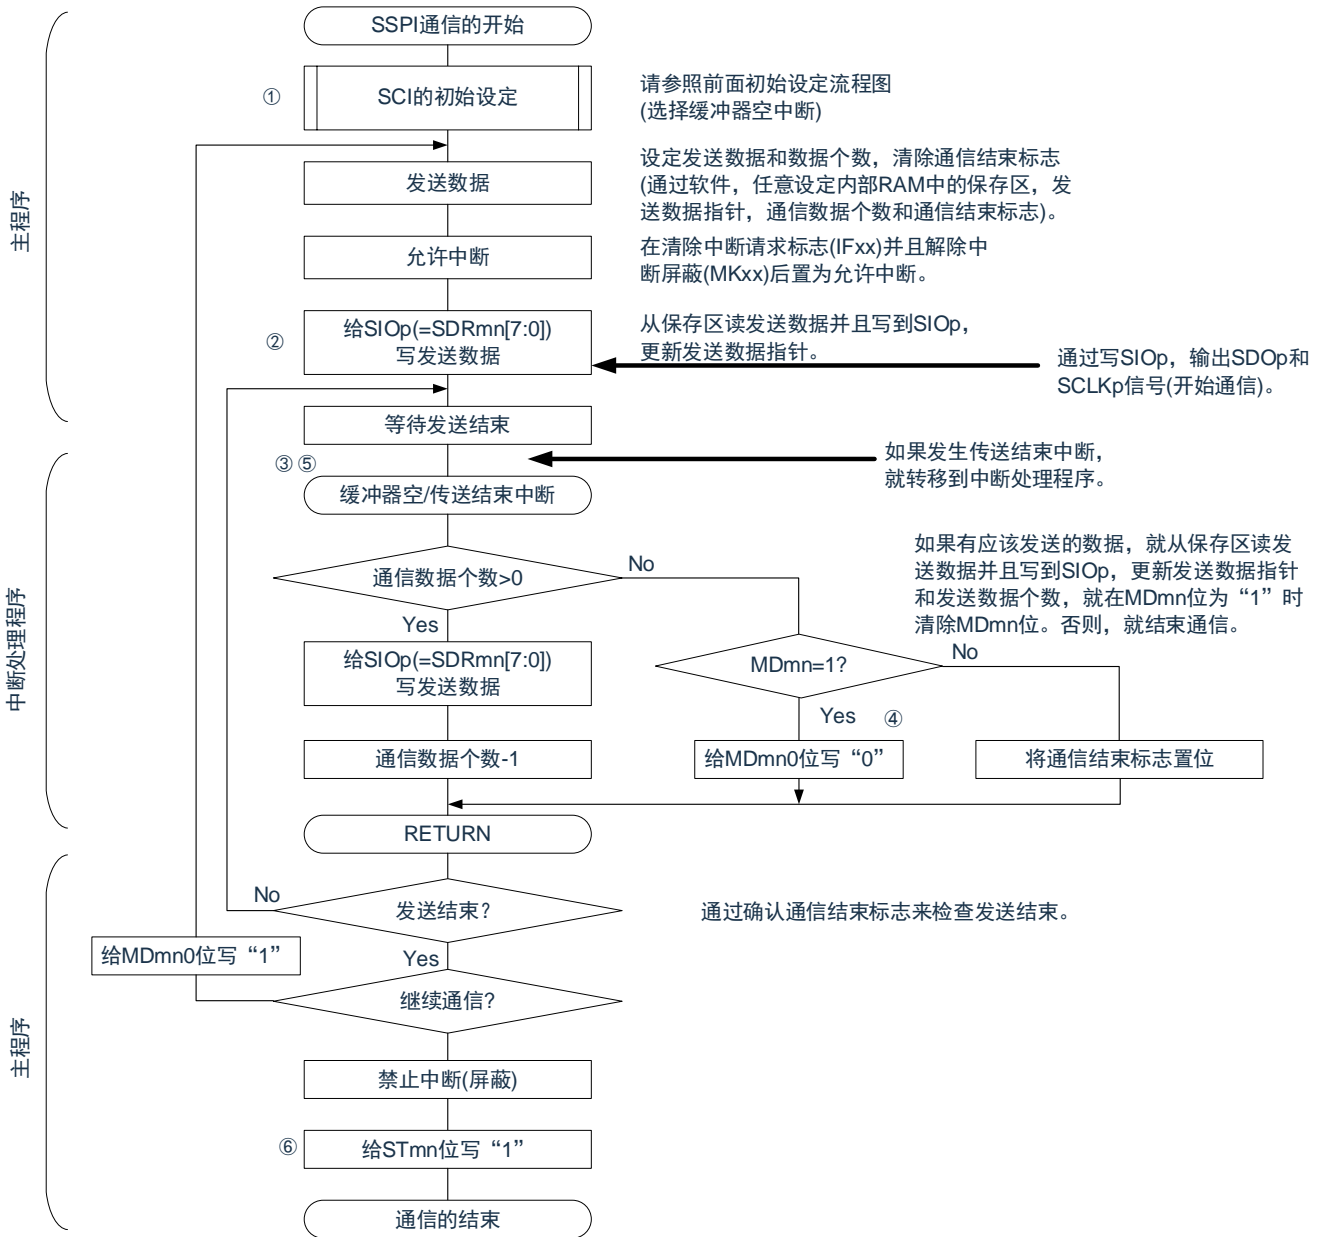 SSPI通信的开始
主程序
①
SCI的初始设定
请参照前面初始设定流程图
(选择缓冲器空中断)
发送数据
设定发送数据和数据个数，清除通信结束标志
(通过软件，任意设定内部RAM中的保存区，发
送数据指针，通信数据个数和通信结束标志)。
允许中断
在清除中断请求标志(IFxx)并且解除中
断屏蔽(MKxx)后置为允许中断。
②
给SIOp(=SDRmn[7:0])
写发送数据
从保存区读发送数据并且写到SIOp，
更新发送数据指针。
通过写SIOp，输出SDOp和
SCLKp信号(开始通信)。
等待发送结束
③⑤
如果发生传送结束中断，
就转移到中断处理程序。
中断处理程序
缓冲器空/传送结束中断
通信数据个数>0
No
Yes
如果有应该发送的数据，就从保存区读发
送数据并且写到SIOp，更新发送数据指针
和发送数据个数，就在MDmn位为“1”时
清除MDmn位。否则，就结束通信。
给SIOp(=SDRmn[7:0])
写发送数据
MDmn=1?
No
Yes
④
通信数据个数-1
给MDmn0位写“0”
将通信结束标志置位
RETURN
主程序
No
发送结束?
通过确认通信结束标志来检查发送结束。
给MDmn0位写“1”
Yes
继续通信?
禁止中断(屏蔽)
⑥
给STmn位写“1”
通信的结束